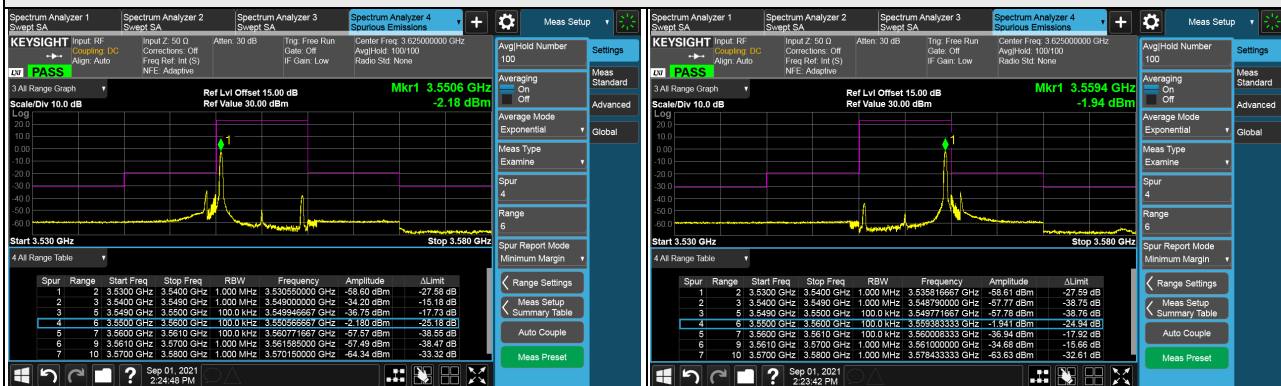 Spectrum Analyzer 1
Swept SA
Spectrum Analyzer 2
Swept SA
Spectrum Analyzer 3
Swept SA
Spectrum Analyzer 4
Spurious Emissions
Meas Setup
KEYSIGHT
Input: RF
Coupling: DC
Align: Auto
Input Z: 50 Ω
Corrections: Off
Freq Ref: Int (S)
NFE: Adaptive
Atten: 30 dB
Trig: Free Run
Gate: Off
IF Gain: Low
Center Freq: 3.625000000 GHz
Avg|Hold: 100/100
Radio Std: None
LXI PASS
3 All Range Graph
Scale/Div 10.0 dB
Ref Lvl Offset 15.00 dB
Ref Value 30.00 dBm
Mkr1 3.5506 GHz
-2.18 dBm
Log
20.0
10.0
0.00
-10.0
-20.0
-30.0
-40.0
-50.0
-60.0
1
Start 3.530 GHz
Stop 3.580 GHz
4 All Range Table
Spur Range Start Freq Stop Freq RBW Frequency Amplitude ΔLimit
1 2 3.5300 GHz 3.5400 GHz 1.000 MHz 3.530550000 GHz -58.60 dBm -27.58 dB
2 3 3.5400 GHz 3.5490 GHz 1.000 MHz 3.549000000 GHz -34.20 dBm -15.18 dB
3 5 3.5490 GHz 3.5500 GHz 100.0 kHz 3.549946667 GHz -36.75 dBm -17.73 dB
4 6 3.5500 GHz 3.5600 GHz 100.0 kHz 3.550566667 GHz -2.180 dBm -25.18 dB
5 7 3.5600 GHz 3.5610 GHz 100.0 kHz 3.560771667 GHz -57.57 dBm -38.55 dB
6 9 3.5610 GHz 3.5700 GHz 1.000 MHz 3.561585000 GHz -57.49 dBm -38.47 dB
7 10 3.5700 GHz 3.5800 GHz 1.000 MHz 3.570150000 GHz -64.34 dBm -33.32 dB
Avg|Hold Number
100
Averaging
On
Off
Average Mode
Exponential
Meas Type
Examine
Spur
4
Range
6
Spur Report Mode
Minimum Margin
Range Settings
Meas Setup
Summary Table
Auto Couple
Meas Preset
Settings
Meas
Standard
Advanced
Global
Sep 01, 2021
2:24:48 PM
Spectrum Analyzer 1
Swept SA
Spectrum Analyzer 2
Swept SA
Spectrum Analyzer 3
Swept SA
Spectrum Analyzer 4
Spurious Emissions
Meas Setup
KEYSIGHT
Input: RF
Coupling: DC
Align: Auto
Input Z: 50 Ω
Corrections: Off
Freq Ref: Int (S)
NFE: Adaptive
Atten: 30 dB
Trig: Free Run
Gate: Off
IF Gain: Low
Center Freq: 3.625000000 GHz
Avg|Hold: 100/100
Radio Std: None
LXI PASS
3 All Range Graph
Scale/Div 10.0 dB
Ref Lvl Offset 15.00 dB
Ref Value 30.00 dBm
Mkr1 3.5594 GHz
-1.94 dBm
Log
20.0
10.0
0.00
-10.0
-20.0
-30.0
-40.0
-50.0
-60.0
1
Start 3.530 GHz
Stop 3.580 GHz
4 All Range Table
Spur Range Start Freq Stop Freq RBW Frequency Amplitude ΔLimit
1 2 3.5300 GHz 3.5400 GHz 1.000 MHz 3.535816667 GHz -58.61 dBm -27.59 dB
2 3 3.5400 GHz 3.5490 GHz 1.000 MHz 3.548790000 GHz -57.77 dBm -38.75 dB
3 5 3.5490 GHz 3.5500 GHz 100.0 kHz 3.549771667 GHz -57.78 dBm -38.76 dB
4 6 3.5500 GHz 3.5600 GHz 100.0 kHz 3.559383333 GHz -1.941 dBm -24.94 dB
5 7 3.5600 GHz 3.5610 GHz 100.0 kHz 3.560008333 GHz -36.94 dBm -17.92 dB
6 9 3.5610 GHz 3.5700 GHz 1.000 MHz 3.561000000 GHz -34.68 dBm -15.66 dB
7 10 3.5700 GHz 3.5800 GHz 1.000 MHz 3.578433333 GHz -63.63 dBm -32.61 dB
Avg|Hold Number
100
Averaging
On
Off
Average Mode
Exponential
Meas Type
Examine
Spur
4
Range
6
Spur Report Mode
Minimum Margin
Range Settings
Meas Setup
Summary Table
Auto Couple
Meas Preset
Settings
Meas
Standard
Advanced
Global
Sep 01, 2021
2:23:42 PM